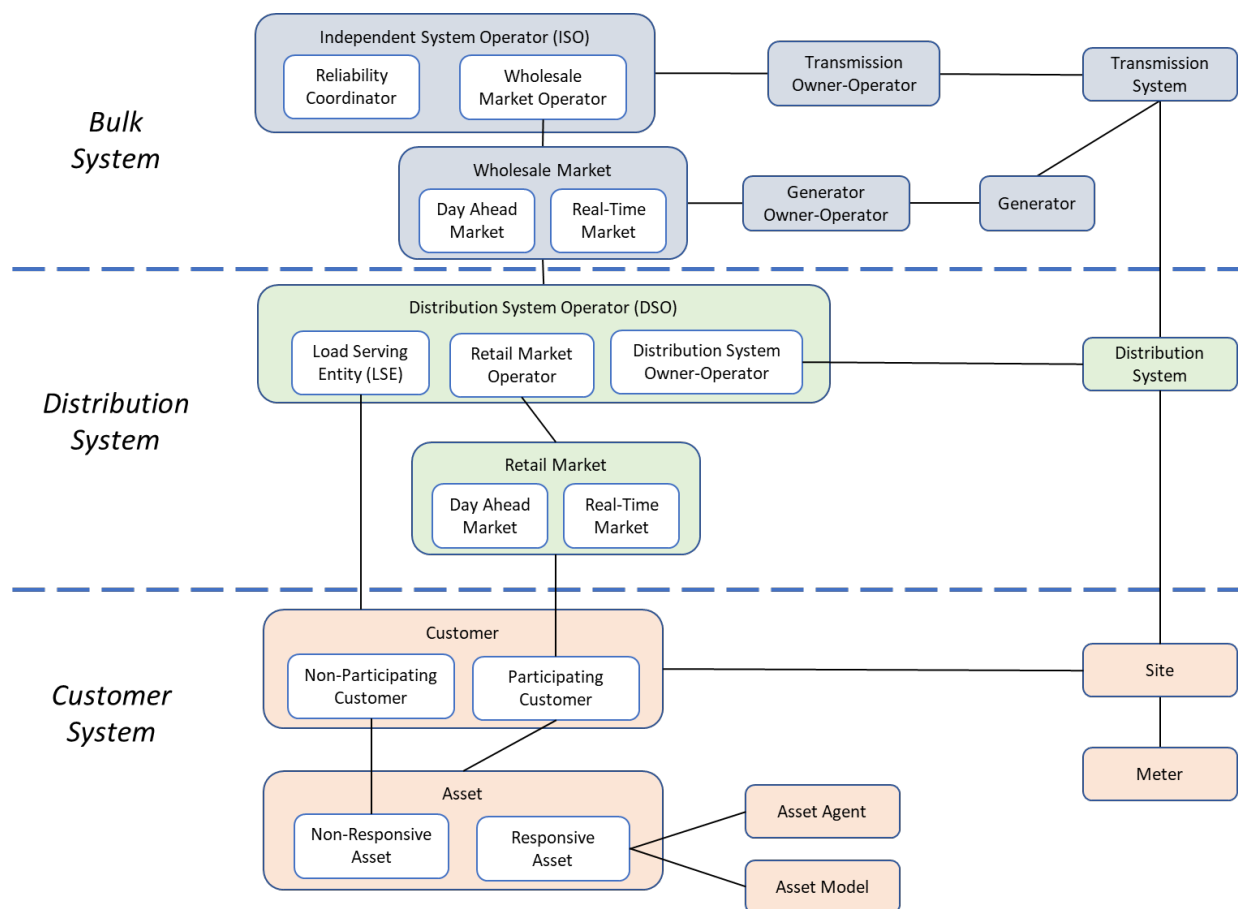 Bulk
System
Independent System Operator (ISO)
Reliability
Coordinator
Wholesale
Market Operator
Transmission
Owner-Operator
Transmission
System
Wholesale Market
Day Ahead
Market
Real-Time
Market
Generator
Owner-Operator
Generator
Distribution
System
Distribution System Operator (DSO)
Load Serving
Entity (LSE)
Retail Market
Operator
Distribution System
Owner-Operator
Distribution
System
Retail Market
Day Ahead
Market
Real-Time
Market
Customer
System
Customer
Non-Participating
Customer
Participating
Customer
Site
Meter
Asset
Non-Responsive
Asset
Responsive
Asset
Asset Agent
Asset Model